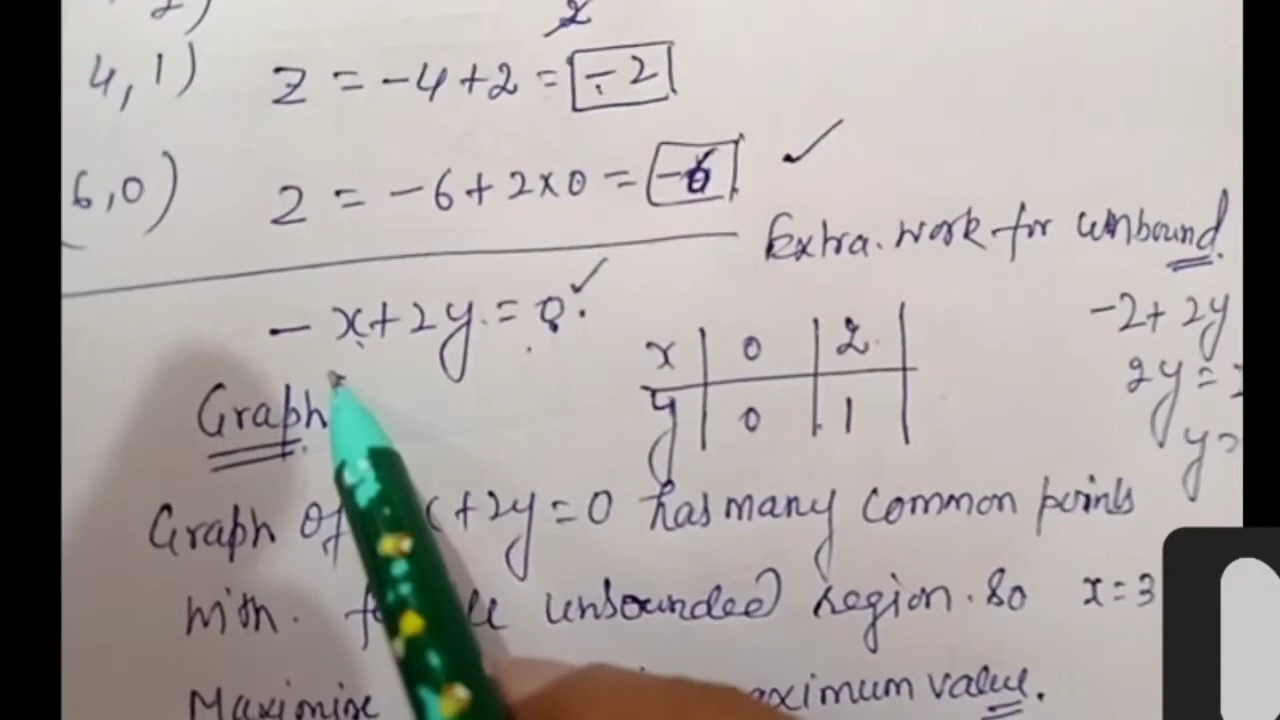 4, 1) Z = -4+2 = -2
6, 0) Z = -6+2×0 = -6 ✓
Extra. work for unbound.
-x+2y = 0. ✓
x 0 2
y 0 1
-2+2y
2y =
y=
Graph
Graph of x+2y=0 has many common points
with. unbounded region. So x=3
Maximise maximum value.